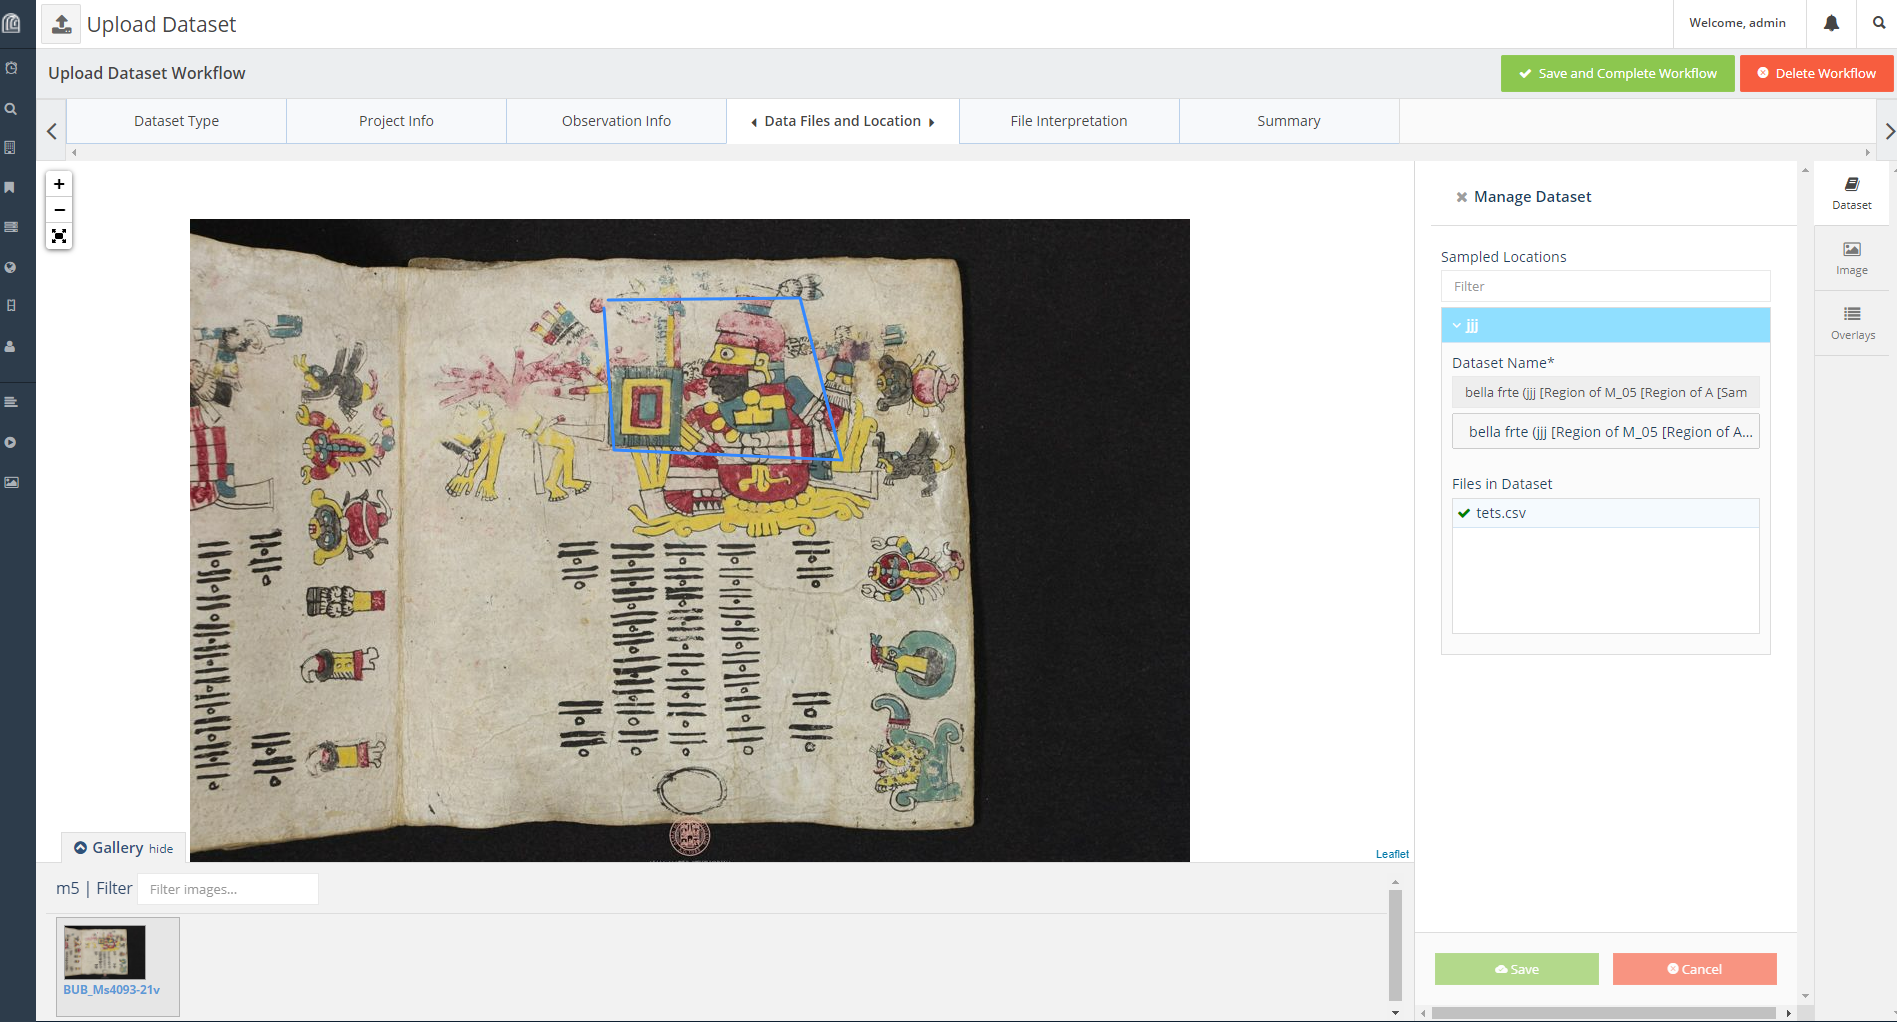 Upload Dataset
Welcome, admin
Upload Dataset Workflow
Save and Complete Workflow
Delete Workflow
Dataset Type
Project Info
Observation Info
Data Files and Location
File Interpretation
Summary
+
−
Manage Dataset
Sampled Locations
Filter
jjj
Dataset Name*
bella frte (jjj [Region of M_05 [Region of A [Sam
bella frte (jjj [Region of M_05 [Region of A...
Files in Dataset
tets.csv
Save
Cancel
Dataset
Image
Overlays
Leaflet
Gallery hide
m5 | Filter
Filter images...
BUB_Ms4093-21v